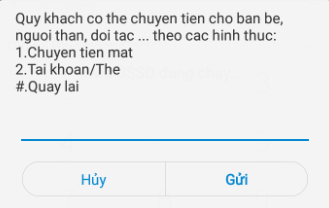 Quy khach co the chuyen tien cho ban be,
nguoi than, doi tac ... theo cac hinh thuc:
1.Chuyen tien mat
2.Tai khoan/The
#.Quay lai
Hủy
Gửi